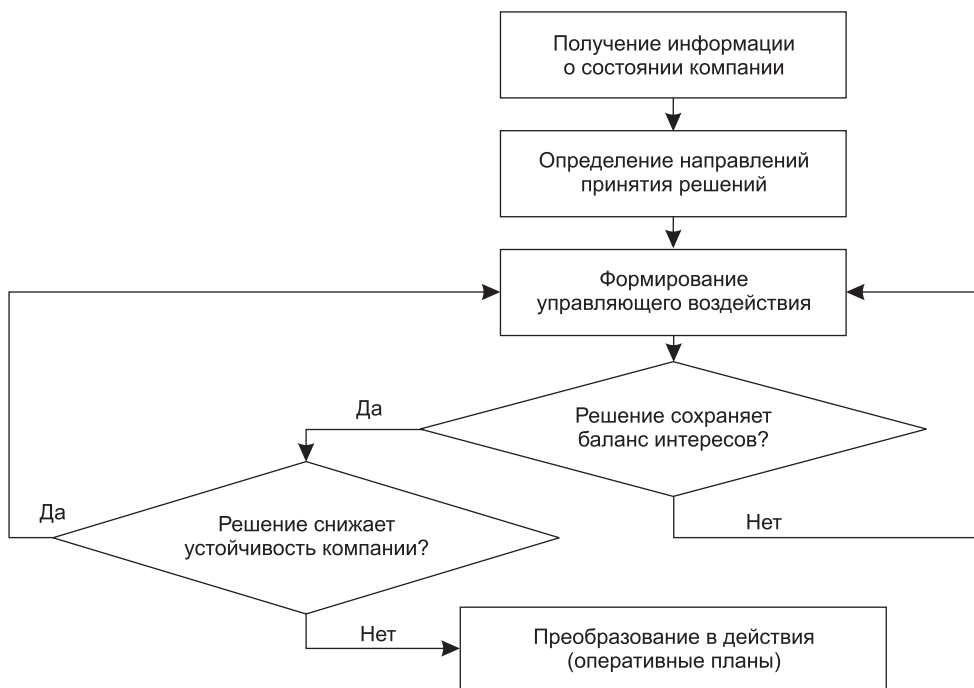 Получение информации
о состоянии компании
Определение направлений
принятия решений
Формирование
управляющего воздействия
Да
Решение сохраняет
баланс интересов?
Да
Решение снижает
устойчивость компании?
Нет
Нет
Преобразование в действия
(оперативные планы)